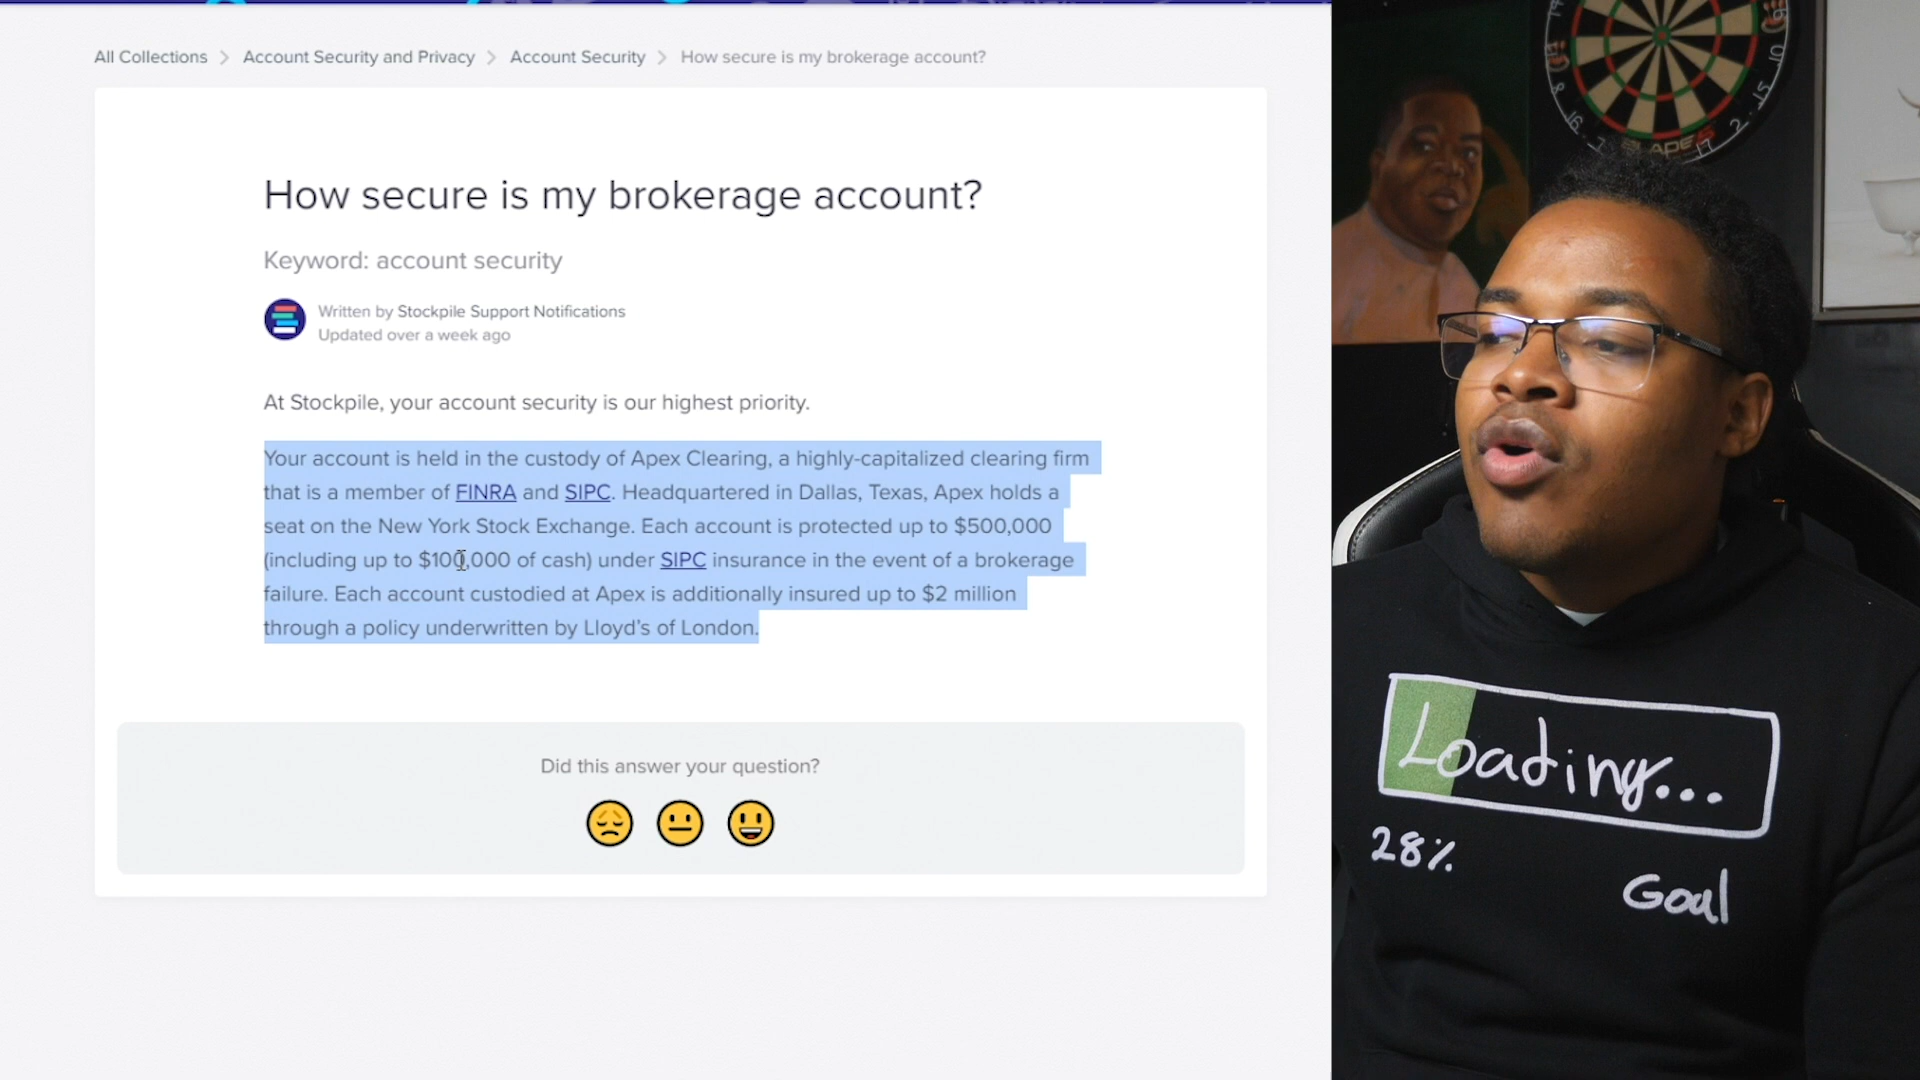 All Collections > Account Security and Privacy > Account Security > How secure is my brokerage account?
How secure is my brokerage account?
Keyword: account security
Written by Stockpile Support Notifications
Updated over a week ago
At Stockpile, your account security is our highest priority.
Your account is held in the custody of Apex Clearing, a highly-capitalized clearing firm
that is a member of FINRA and SIPC. Headquartered in Dallas, Texas, Apex holds a
seat on the New York Stock Exchange. Each account is protected up to $500,000
(including up to $100,000 of cash) under SIPC insurance in the event of a brokerage
failure. Each account custodied at Apex is additionally insured up to $2 million
through a policy underwritten by Lloyd's of London.
Did this answer your question?
Loading...
28%
Goal